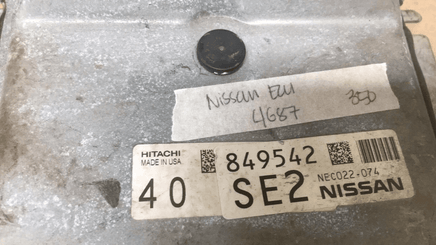 Nissan ECU
4687
350
HITACHI
MADE IN USA
849542
40
SE2
NEC022-074
NISSAN